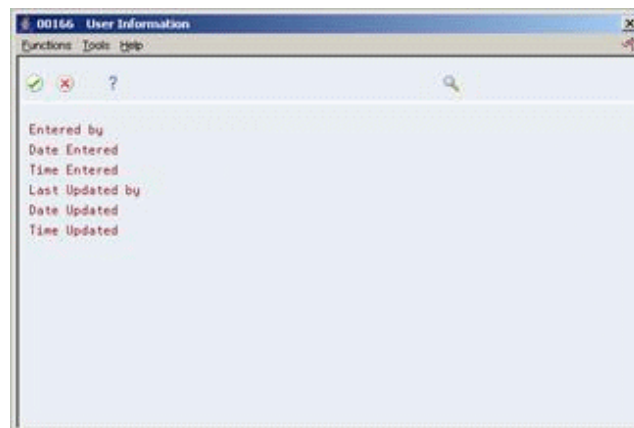 00166 User Information
Functions Tools Help
?
Entered by
Date Entered
Time Entered
Last Updated by
Date Updated
Time Updated